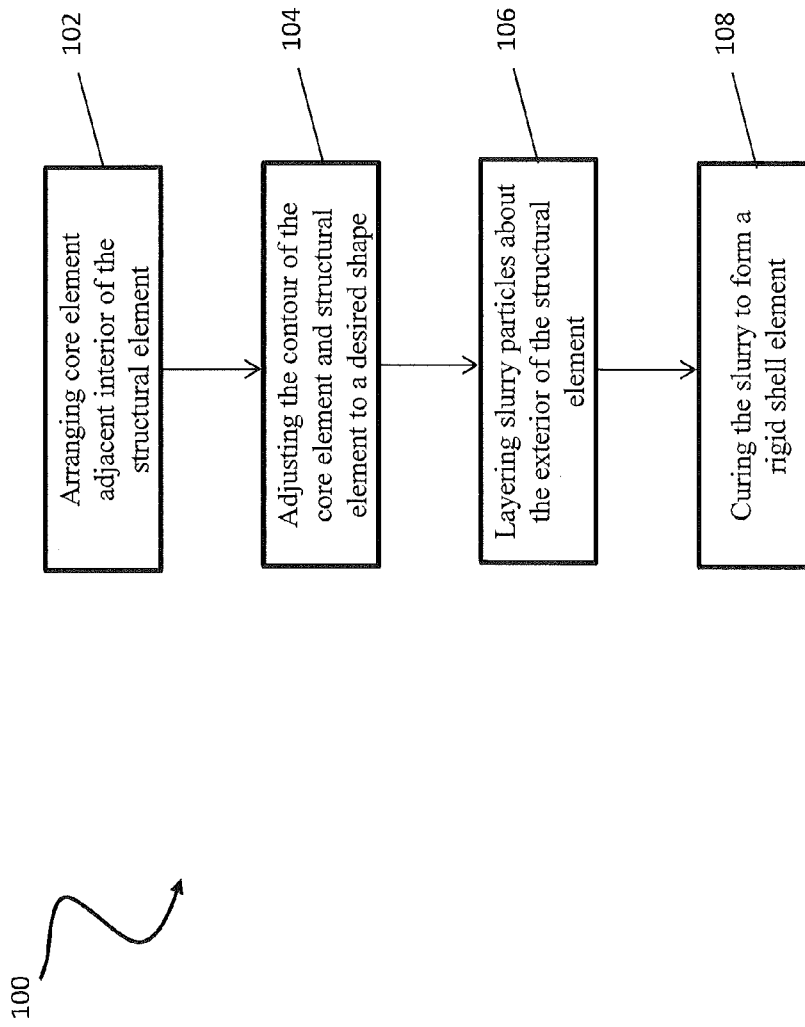 100
102
Arranging core element
adjacent interior of the
structural element
104
Adjusting the contour of the
core element and structural
element to a desired shape
106
Layering slurry particles about
the exterior of the structural
element
108
Curing the slurry to form a
rigid shell element